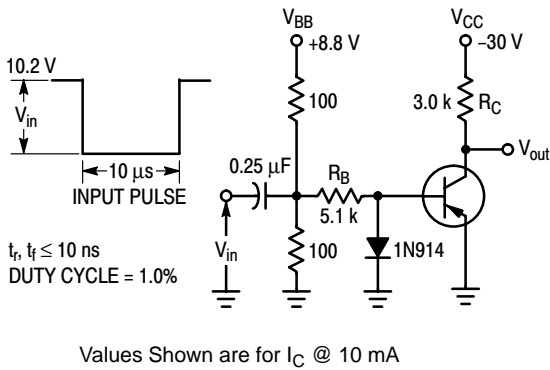 V_BB
+8.8 V
V_CC
−30 V
10.2 V
V_in
10 μs
INPUT PULSE
t_r, t_f ≤ 10 ns
DUTY CYCLE = 1.0%
100
3.0 k
R_C
V_out
0.25 μF
R_B
5.1 k
V_in
100
1N914
Values Shown are for I_C @ 10 mA